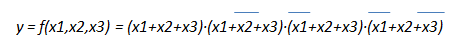 y = f(x1,x2,x3) = (x1+x2+x3)·(x1+x2+x3)·(x1+x2+x3)·(x1+x2+x3)